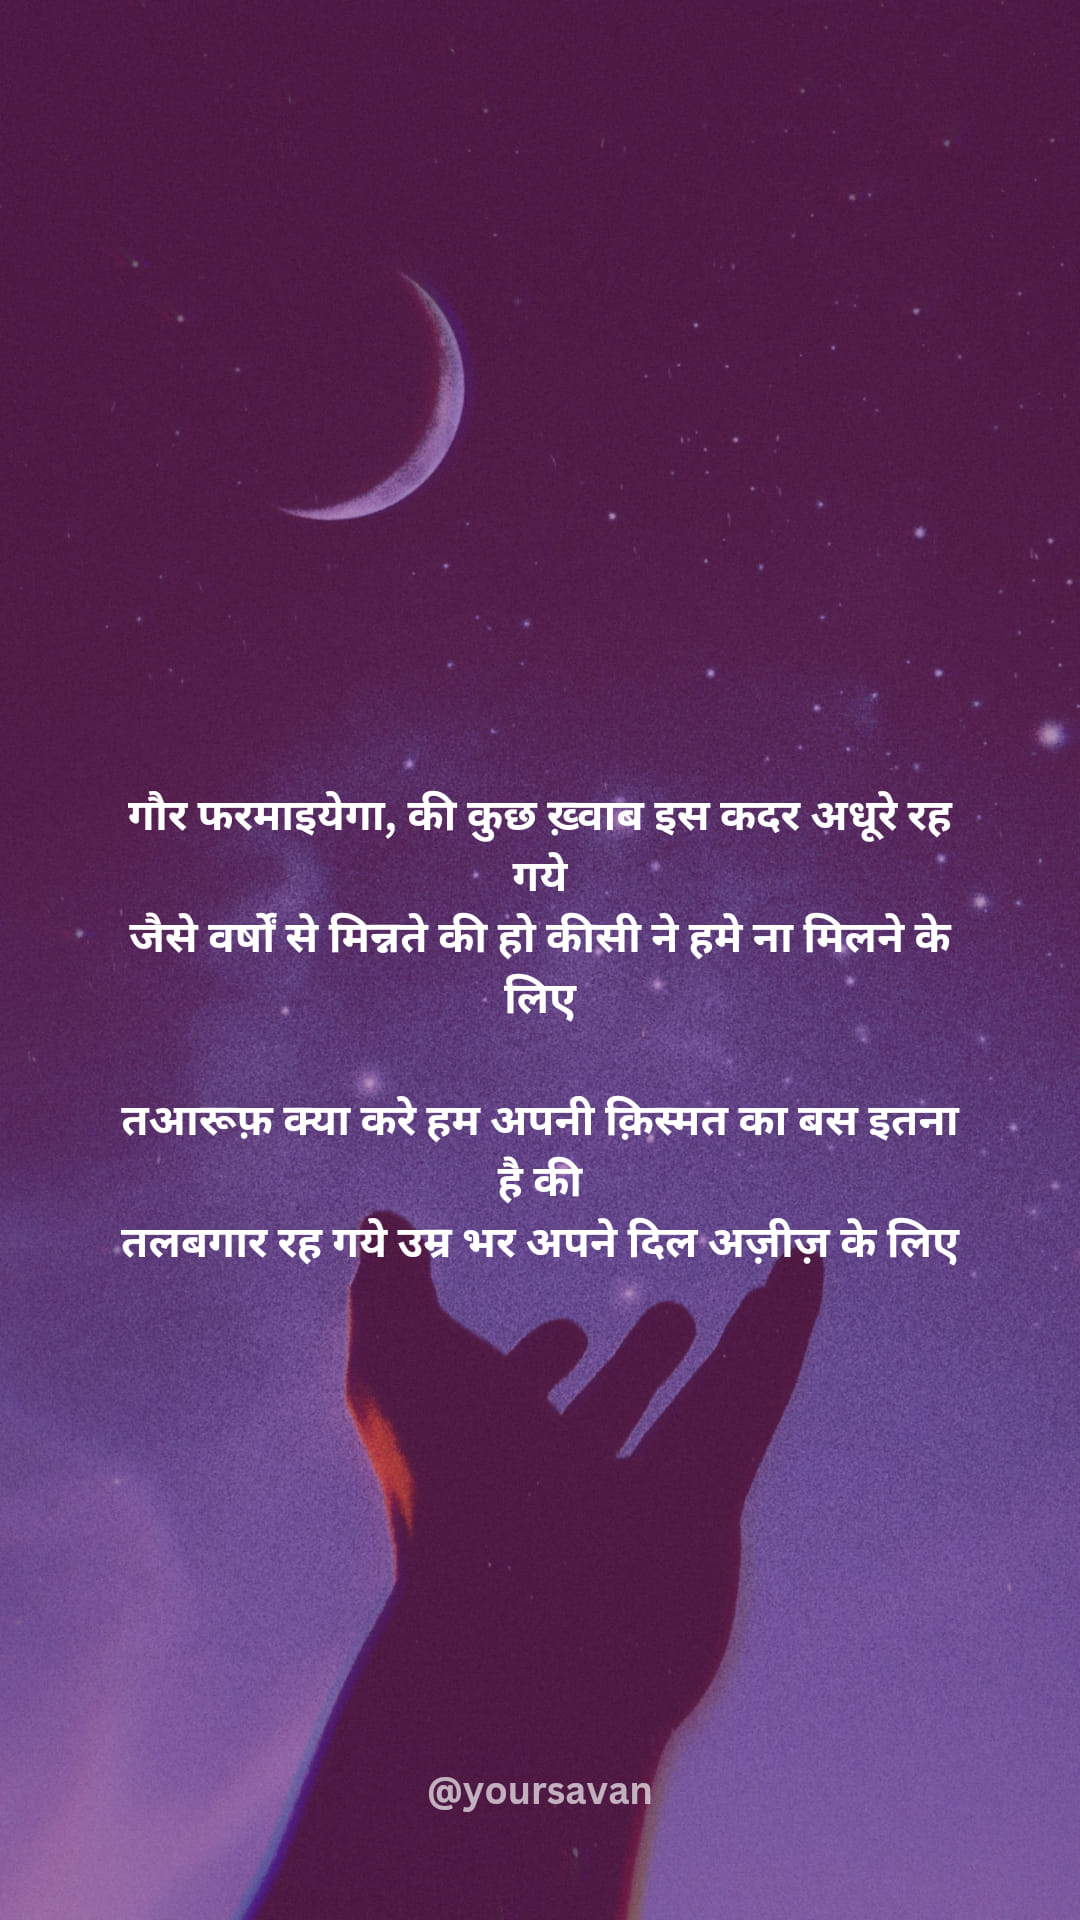 गौर फरमाइयेगा, की कुछ ख़्वाब इस कदर अधूरे रह
गये
जैसे वर्षों से मिन्नते की हो कीसी ने हमे ना मिलने के
लिए
तआरूफ़ क्या करे हम अपनी क़िस्मत का बस इतना
है की
तलबगार रह गये उम्र भर अपने दिल अज़ीज़ के लिए
@yoursavan